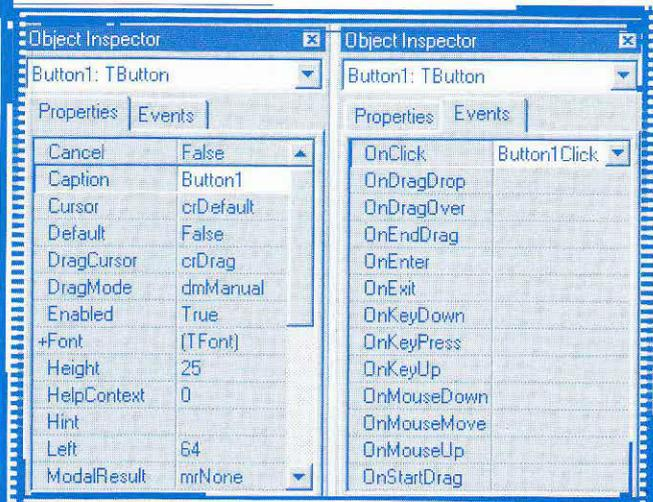 Object Inspector
Button1: TButton
Properties Events
Cancel False
Caption Button1
Cursor crDefault
Default False
DragCursor crDrag
DragMode dmManual
Enabled True
+Font (TFont)
Height 25
HelpContext 0
Hint
Left 64
ModalResult mrNone
Object Inspector
Button1: TButton
Properties Events
OnClick Button1Click
OnDragDrop
OnDragOver
OnEndDrag
OnEnter
OnExit
OnKeyDown
OnKeyPress
OnKeyUp
OnMouseDown
OnMouseMove
OnMouseUp
OnStartDrag